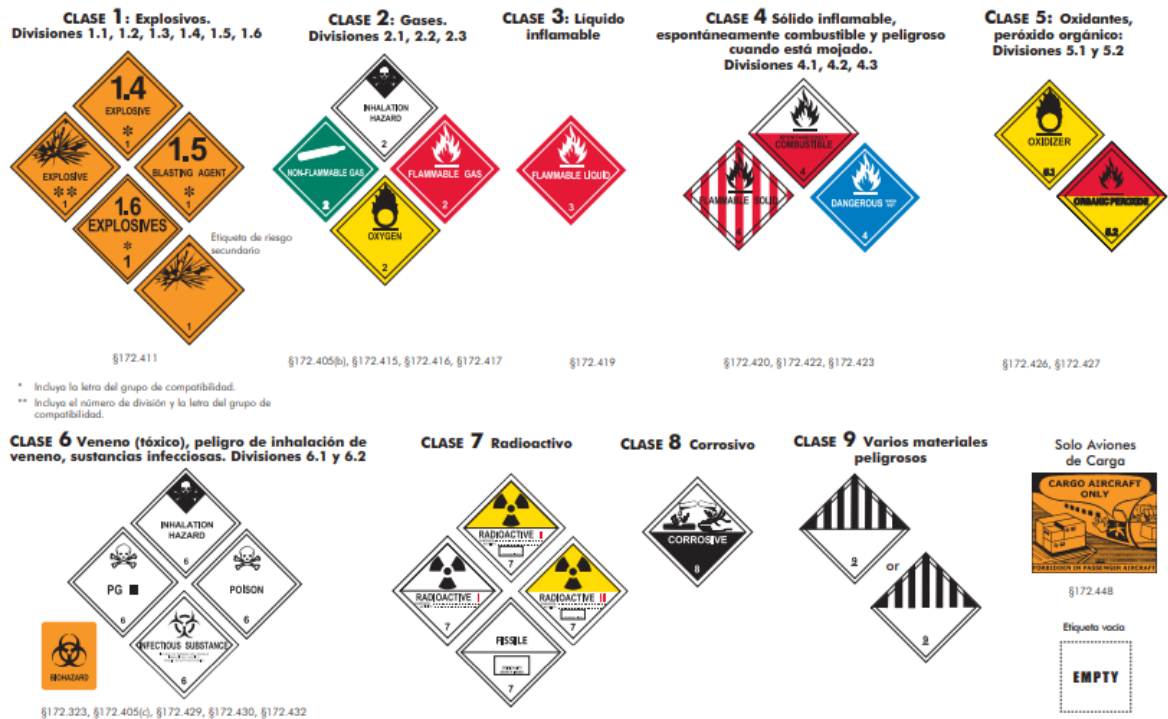 CLASE 1: Explosivos.
Divisiones 1.1, 1.2, 1.3, 1.4, 1.5, 1.6
1.4
EXPLOSIVE
*
1
EXPLOSIVE
**
1
1.5
BLASTING AGENT
*
1
1.6
EXPLOSIVES
*
1
Etiqueta de riesgo
secundario
1
§172.411
* Incluya la letra del grupo de compatibilidad.
** Incluya el número de división y la letra del grupo de
compatibilidad.
CLASE 2: Gases.
Divisiones 2.1, 2.2, 2.3
INHALATION
HAZARD
2
NON-FLAMMABLE GAS
2
FLAMMABLE GAS
2
OXYGEN
2
§172.405(b), §172.415, §172.416, §172.417
CLASE 3: Líquido
inflamable
FLAMMABLE LIQUID
3
§172.419
CLASE 4 Sólido inflamable,
espontáneamente combustible y peligroso
cuando está mojado.
Divisiones 4.1, 4.2, 4.3
SPONTANEOUSLY
COMBUSTIBLE
4
FLAMMABLE SOLID
4
DANGEROUS
4
§172.420, §172.422, §172.423
CLASE 5: Oxidantes,
peróxido orgánico:
Divisiones 5.1 y 5.2
OXIDIZER
5.1
ORGANIC PEROXIDE
5.2
§172.426, §172.427
CLASE 6 Veneno (tóxico), peligro de inhalación de
veneno, sustancias infecciosas. Divisiones 6.1 y 6.2
INHALATION
HAZARD
6
PG
6
POISON
6
INFECTIOUS SUBSTANCE
6
BIOHAZARD
§172.323, §172.405(c), §172.429, §172.430, §172.432
CLASE 7 Radioactivo
RADIOACTIVE I
7
RADIOACTIVE I
7
RADIOACTIVE II
7
FISSILE
7
CLASE 8 Corrosivo
CORROSIVE
8
CLASE 9 Varios materiales
peligrosos
9
or
9
Solo Aviones
de Carga
CARGO AIRCRAFT
ONLY
FORBIDDEN IN PASSENGER AIRCRAFT
§172.448
Etiqueta vacía
EMPTY